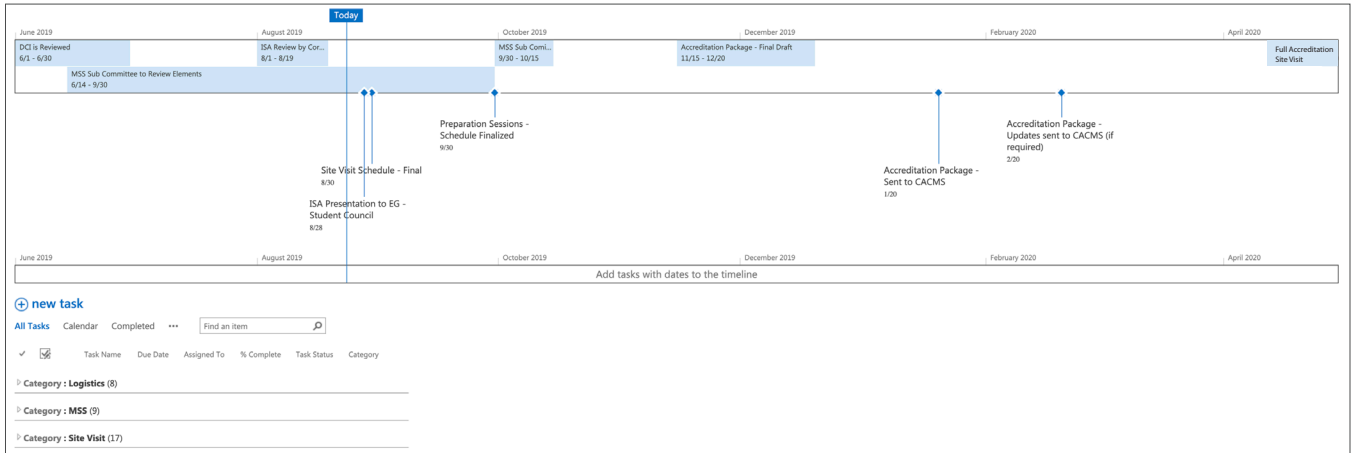 Today
June 2019
August 2019
October 2019
December 2019
February 2020
April 2020
DCI is Reviewed
6/1 - 6/30
ISA Review by Cor...
8/1 - 8/19
MSS Sub Comi...
9/30 - 10/15
Accreditation Package - Final Draft
11/15 - 12/20
Full Accreditation
Site Visit
MSS Sub Committee to Review Elements
6/14 - 9/30
Preparation Sessions -
Schedule Finalized
9/30
Accreditation Package -
Updates sent to CACMS (if
required)
2/20
Site Visit Schedule - Final
8/30
Accreditation Package -
Sent to CACMS
1/20
ISA Presentation to EG -
Student Council
8/28
June 2019
August 2019
October 2019
December 2019
February 2020
April 2020
Add tasks with dates to the timeline
new task
All Tasks Calendar Completed ••• Find an item
Task Name Due Date Assigned To % Complete Task Status Category
Category : Logistics (8)
Category : MSS (9)
Category : Site Visit (17)